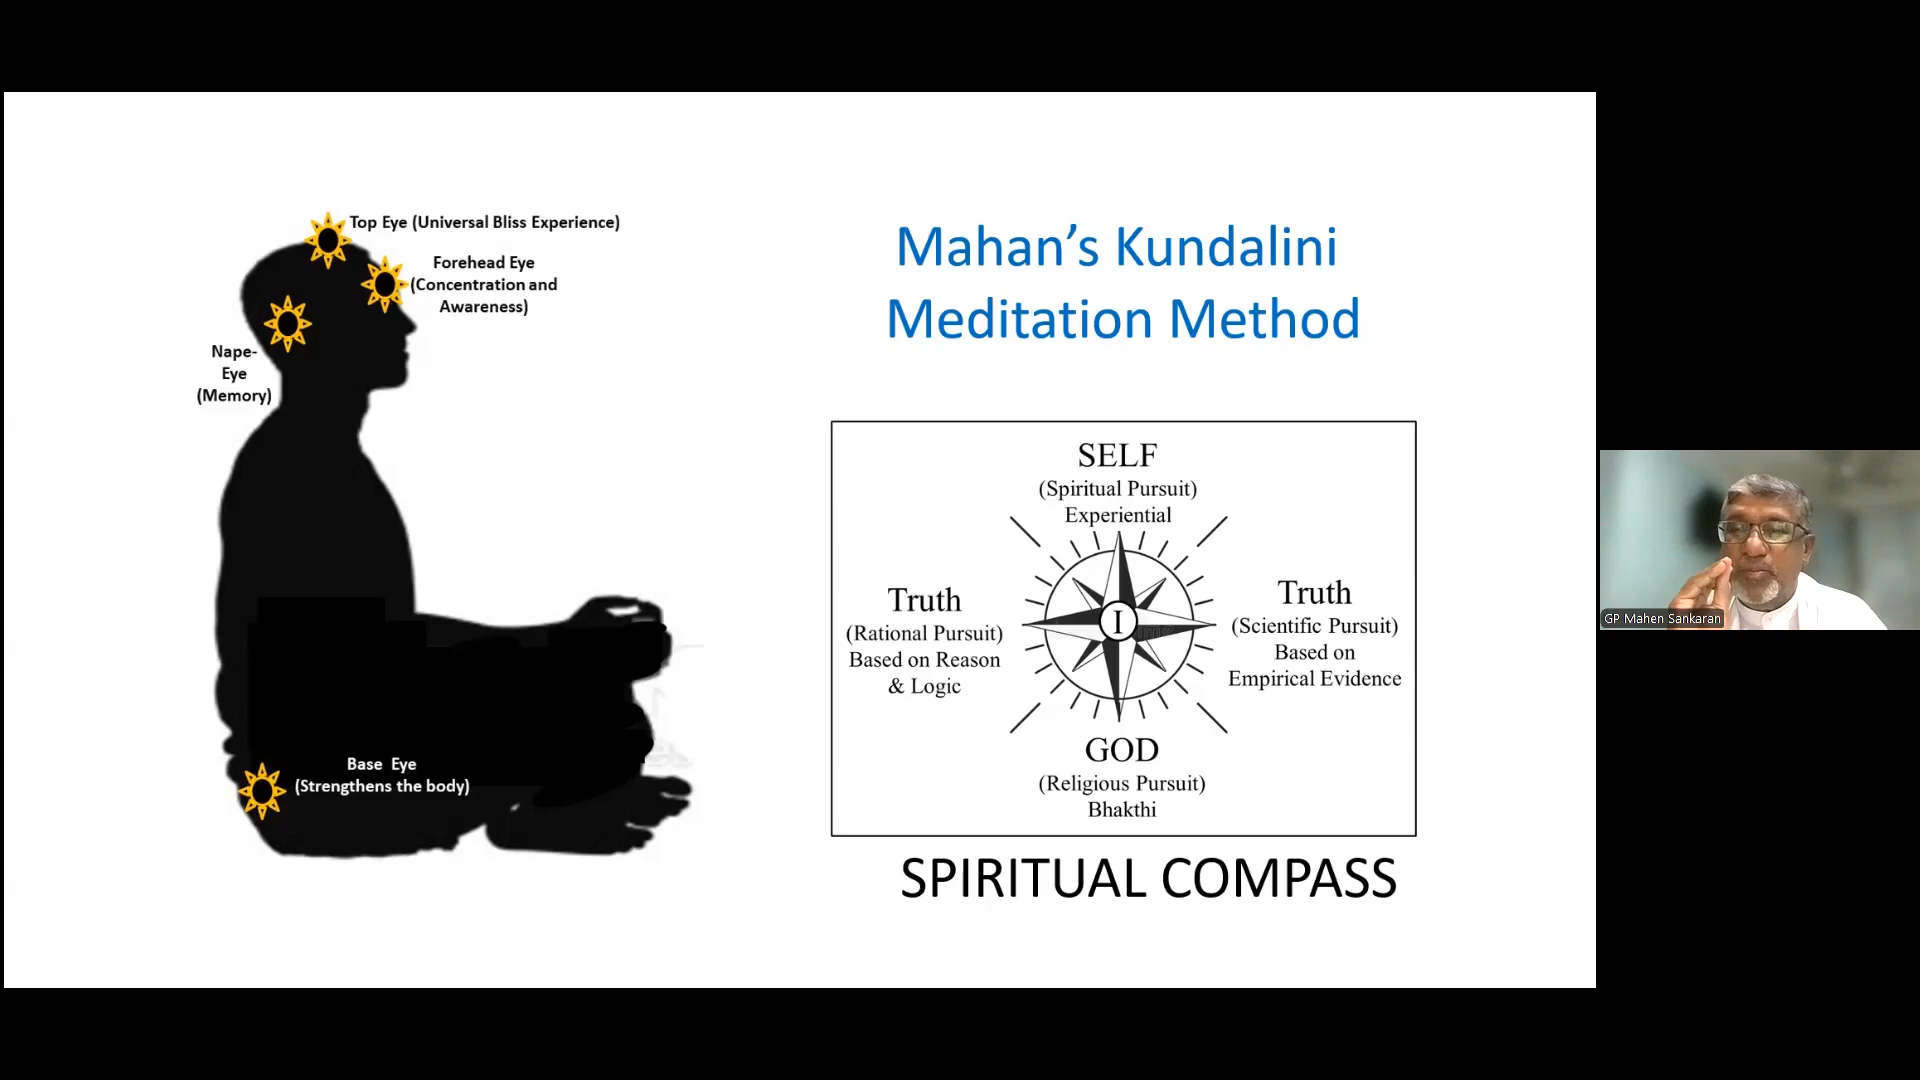 Top Eye (Universal Bliss Experience)
Forehead Eye
(Concentration and
Awareness)
Nape-
Eye
(Memory)
Base Eye
(Strengthens the body)
Mahan’s Kundalini
Meditation Method
SELF
(Spiritual Pursuit)
Experiential
Truth
(Rational Pursuit)
Based on Reason
& Logic
I
Truth
(Scientific Pursuit)
Based on
Empirical Evidence
GOD
(Religious Pursuit)
Bhakthi
SPIRITUAL COMPASS
GP Mahen Sankaran